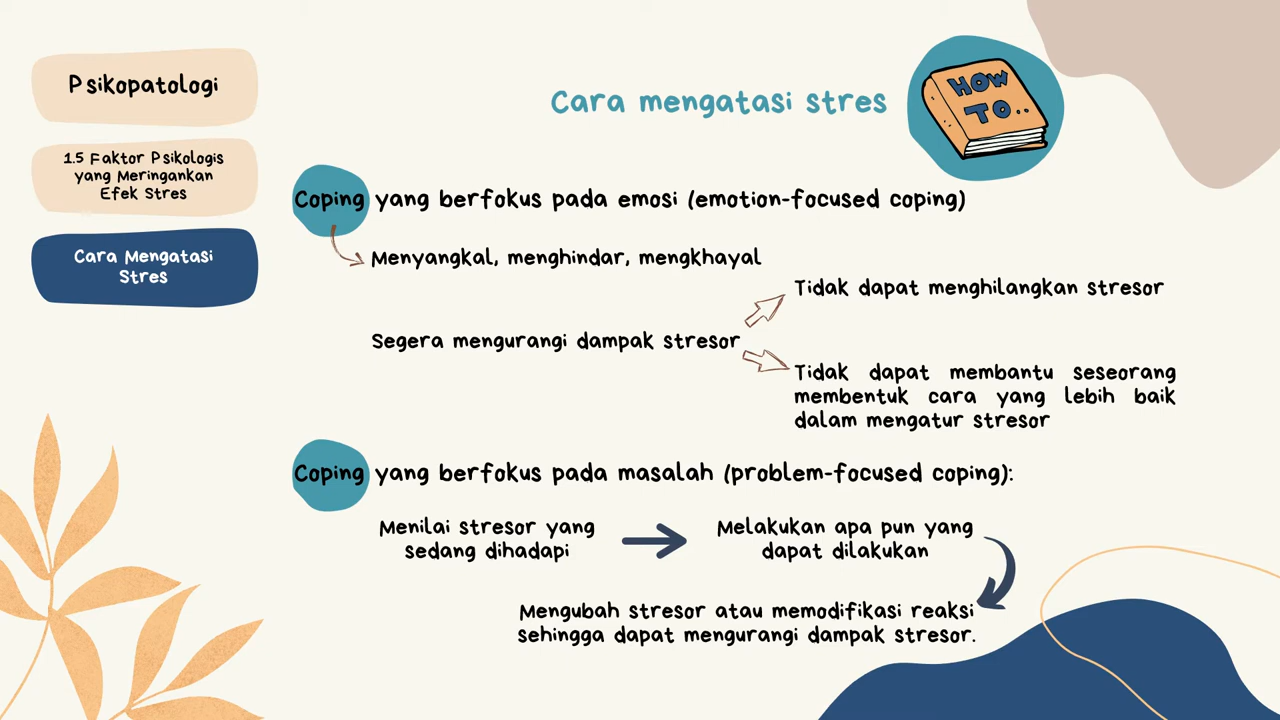 Psikopatologi
1.5 Faktor Psikologis
yang Meringankan
Efek Stres
Cara Mengatasi
Stres
Cara mengatasi stres
HOW
TO..
Coping yang berfokus pada emosi (emotion-focused coping)
Menyangkal, menghindar, mengkhayal
Tidak dapat menghilangkan stresor
Segera mengurangi dampak stresor
Tidak dapat membantu seseorang
membentuk cara yang lebih baik
dalam mengatur stresor
Coping yang berfokus pada masalah (problem-focused coping):
Menilai stresor yang
sedang dihadapi
Melakukan apa pun yang
dapat dilakukan
Mengubah stresor atau memodifikasi reaksi
sehingga dapat mengurangi dampak stresor.